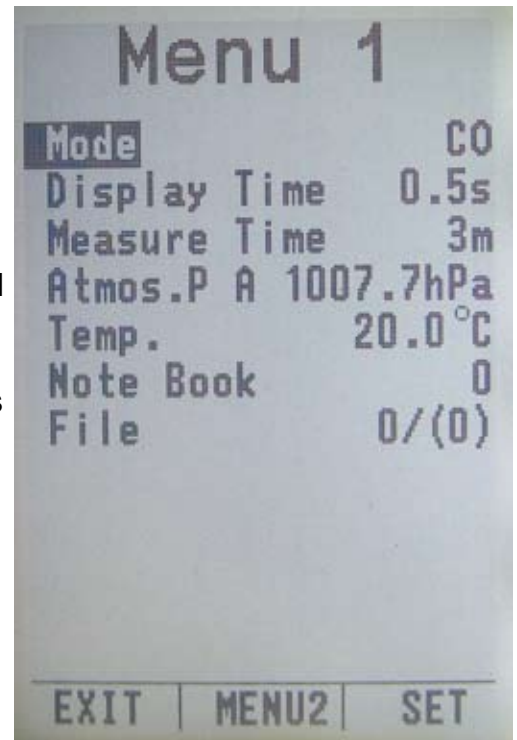 Menu 1
Mode CO
Display Time 0.5s
Measure Time 3m
Atmos.P A 1007.7hPa
Temp. 20.0°C
Note Book 0
File 0/(0)
EXIT | MENU2 | SET